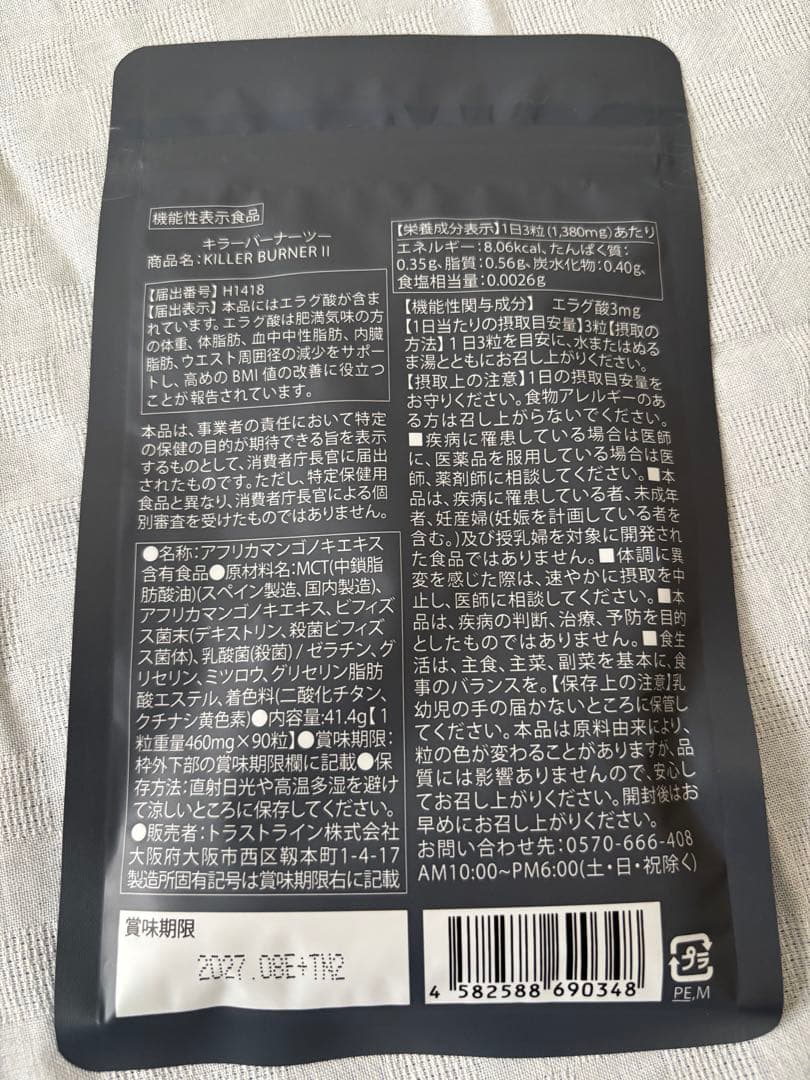 機能性表示食品
キラーバーナーツー
商品名：KILLER BURNER II
【届出番号】H1418
【届出表示】本品にはエラグ酸が含ま
れています。エラグ酸は肥満気味の方
の体重、体脂肪、血中中性脂肪、内臓
脂肪、ウエスト周囲径の減少をサポー
トし、高めのBMI値の改善に役立つ
ことが報告されています。
本品は、事業者の責任において特定
の保健の目的が期待できる旨を表示
するものとして、消費者庁長官に届出
されたものです。ただし、特定保健用
食品と異なり、消費者庁長官による個
別審査を受けたものではありません。
●名称：アフリカマンゴノキエキス
含有食品●原材料名：MCT(中鎖脂
肪酸油)(スペイン製造、国内製造)、
アフリカマンゴノキエキス、ビフィズ
ス菌末(デキストリン、殺菌ビフィズ
ス菌体)、乳酸菌(殺菌) / ゼラチン、グ
リセリン、ミツロウ、グリセリン脂肪
酸エステル、着色料(二酸化チタン、
クチナシ黄色素)●内容量:41.4g【1
粒重量460mg×90粒】●賞味期限：
枠外下部の賞味期限欄に記載●保
存方法：直射日光や高温多湿を避け
て涼しいところに保存してください。
●販売者：トラストライン株式会社
大阪府大阪市西区靱本町1-4-17
製造所固有記号は賞味期限右に記載
【栄養成分表示】1日3粒(1,380mg)あたり
エネルギー：8.06kcal、たんぱく質：
0.35g、脂質：0.56g、炭水化物：0.40g、
食塩相当量：0.0026g
【機能性関与成分】 エラグ酸3mg
【1日当たりの摂取目安量】3粒【摂取の
方法】1日3粒を目安に、水またはぬる
ま湯とともにお召し上がりください。
【摂取上の注意】1日の摂取目安量を
お守りください。食物アレルギーのあ
る方は召し上がらないでください。
■疾病に罹患している場合は医師
に、医薬品を服用している場合は医
師、薬剤師に相談してください。■本
品は、疾病に罹患している者、未成年
者、妊産婦(妊娠を計画している者を
含む。)及び授乳婦を対象に開発され
た食品ではありません。■体調に異
変を感じた際は、速やかに摂取を中
止し、医師に相談してください。■本
品は、疾病の判断、治療、予防を目的
としたものではありません。■食生
活は、主食、主菜、副菜を基本に、食
事のバランスを。【保存上の注意】乳
幼児の手の届かないところに保管し
てください。本品は原料由来により、
粒の色が変わることがありますが、品
質には影響ありませんので、安心し
てお召し上がりください。開封後はお
早めにお召し上がりください。
お問い合わせ先：0570-666-408
AM10:00~PM6:00(土・日・祝除く)
賞味期限
2027.08E+TN2
4 582588 690348
プラ
PE,M